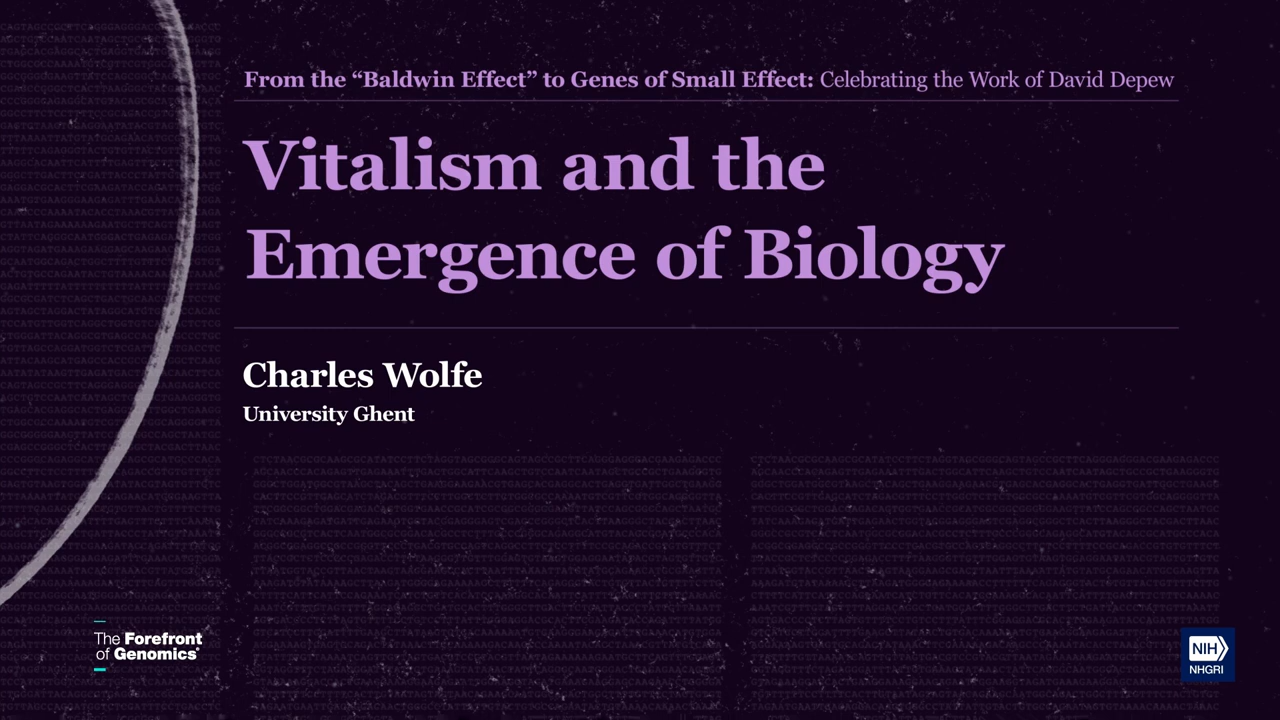 From the “Baldwin Effect” to Genes of Small Effect: Celebrating the Work of David Depew
Vitalism and the
Emergence of Biology
Charles Wolfe
University Ghent
The Forefront
of Genomics®
NIH
NHGRI